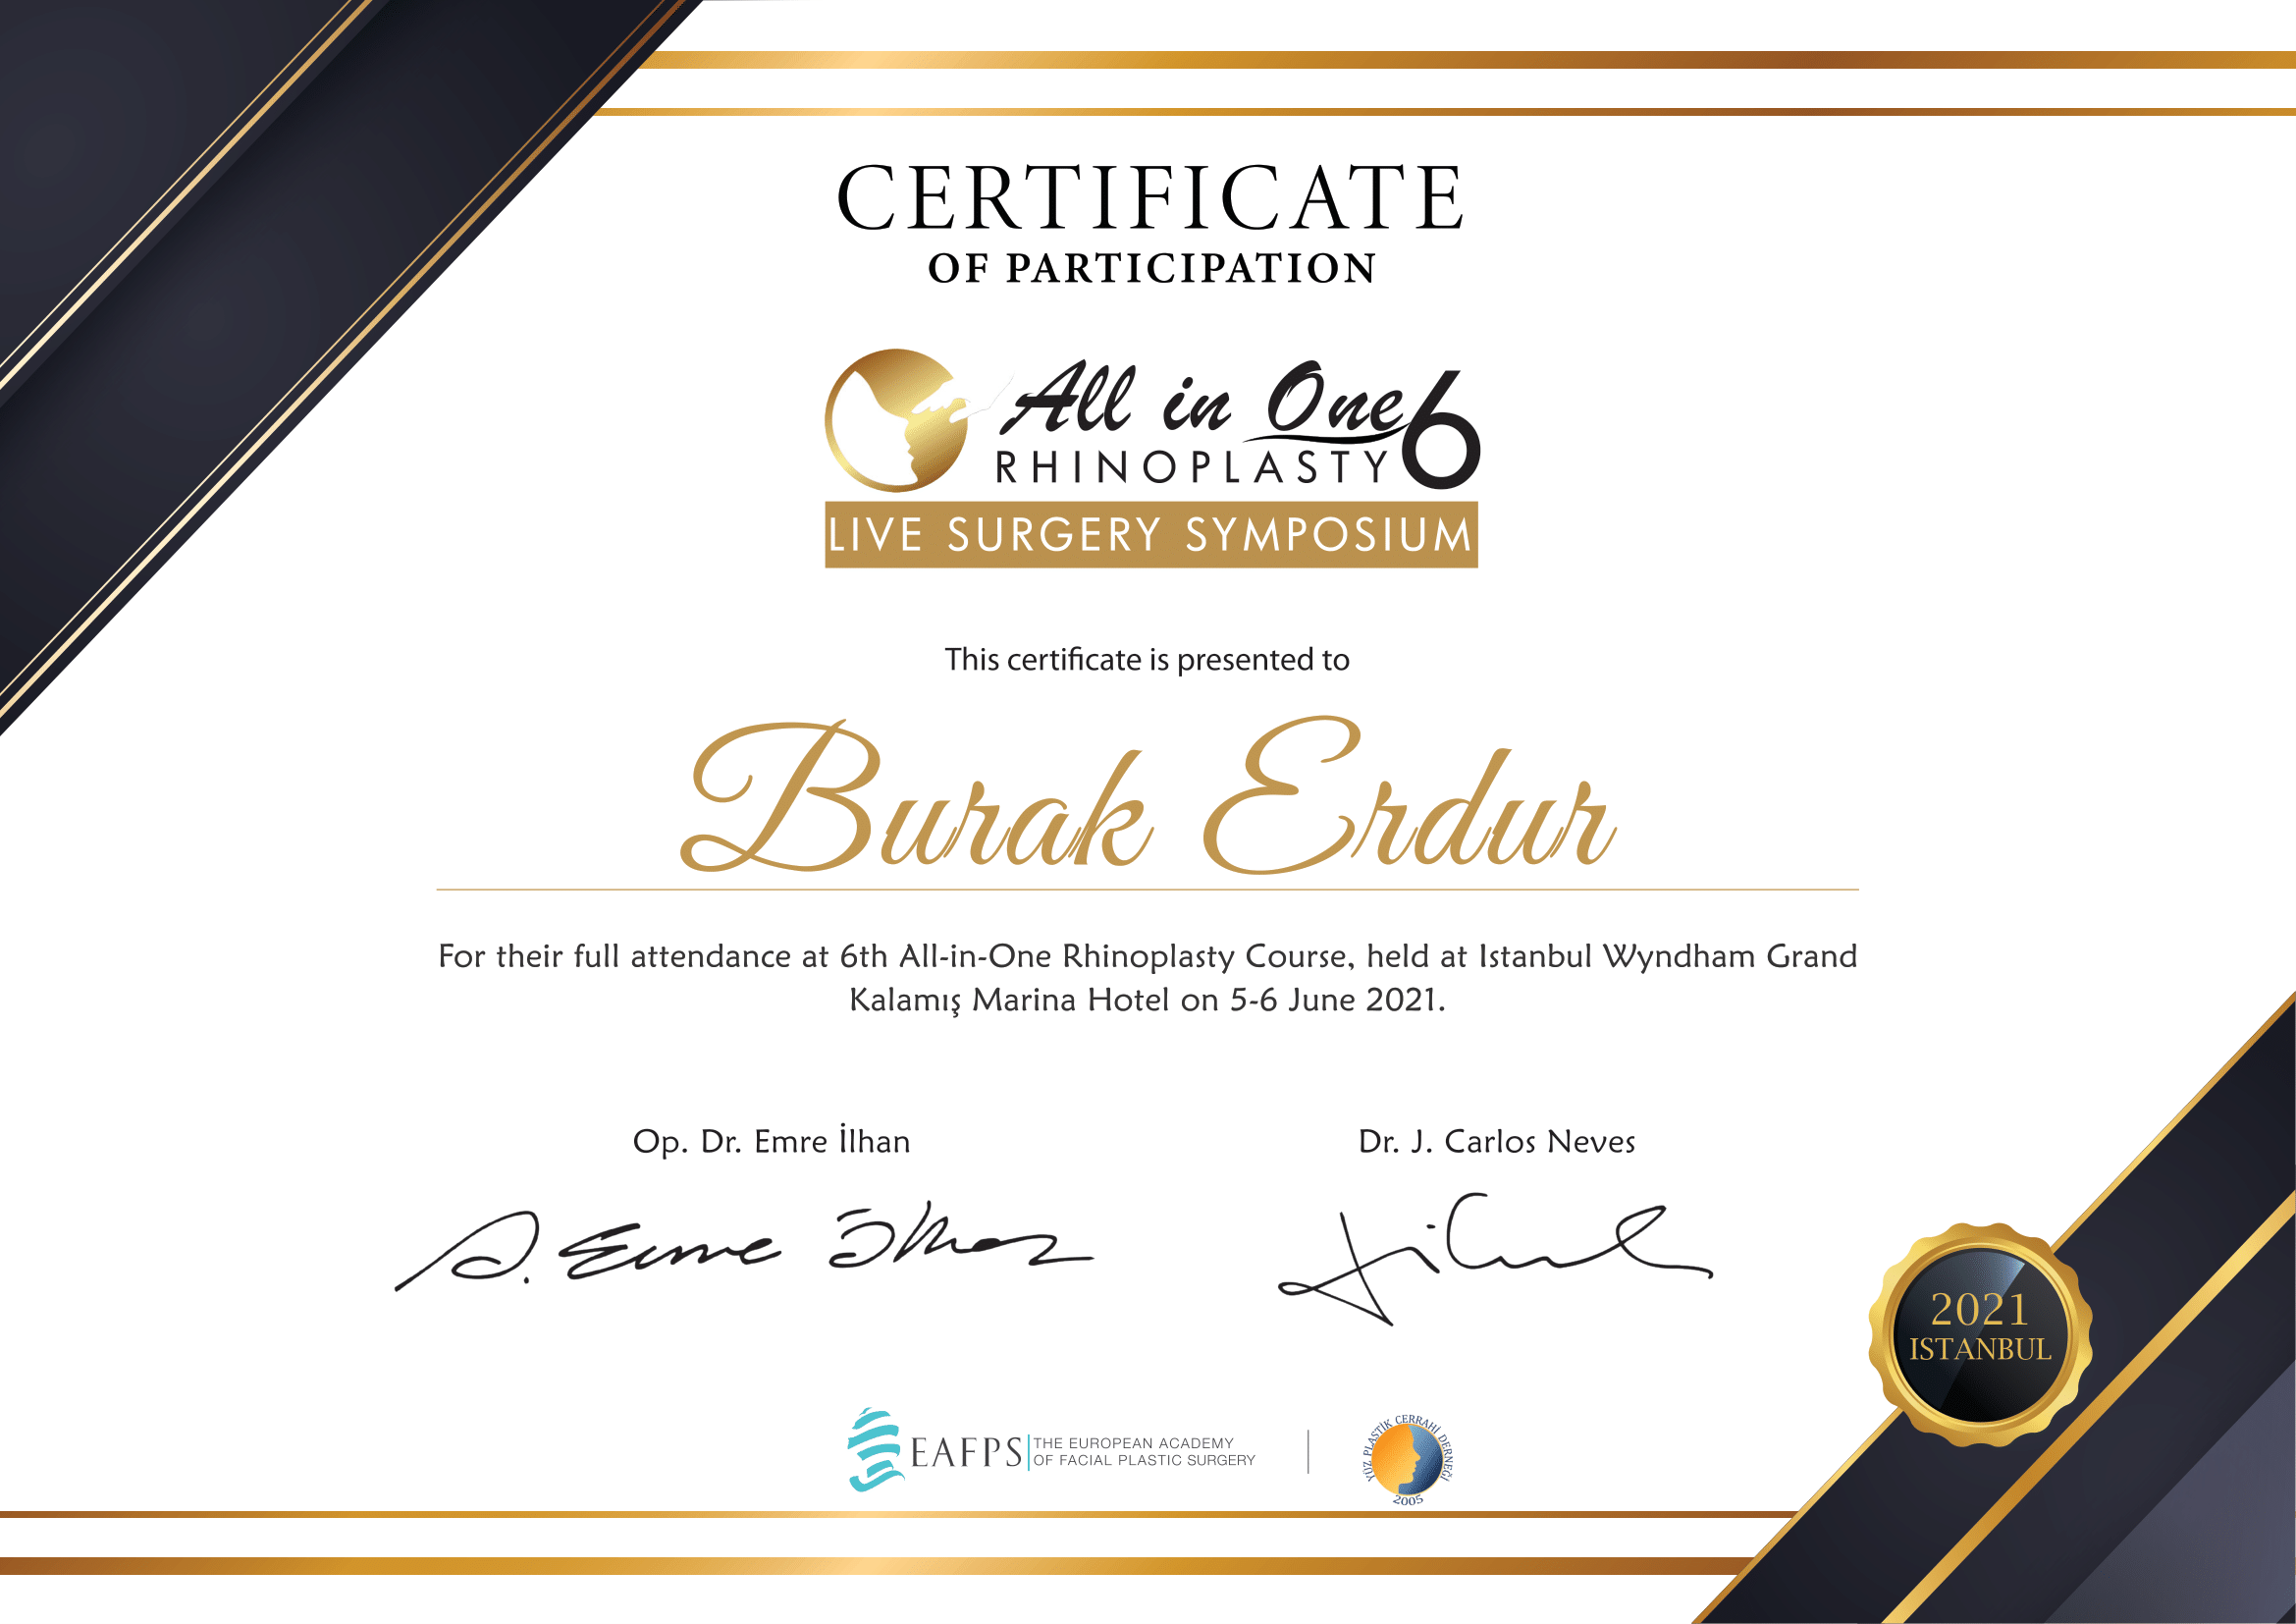 CERTIFICATE
OF PARTICIPATION
All in One 6
RHINOPLASTY
LIVE SURGERY SYMPOSIUM
This certificate is presented to
Burak Erdur
For their full attendance at 6th All-in-One Rhinoplasty Course, held at Istanbul Wyndham Grand
Kalamış Marina Hotel on 5-6 June 2021.
Op. Dr. Emre İlhan
Dr. J. Carlos Neves
2021
ISTANBUL
EAFPS
THE EUROPEAN ACADEMY
OF FACIAL PLASTIC SURGERY
YÜZ PLASTİK CERRAHİ DERNEĞİ
2005